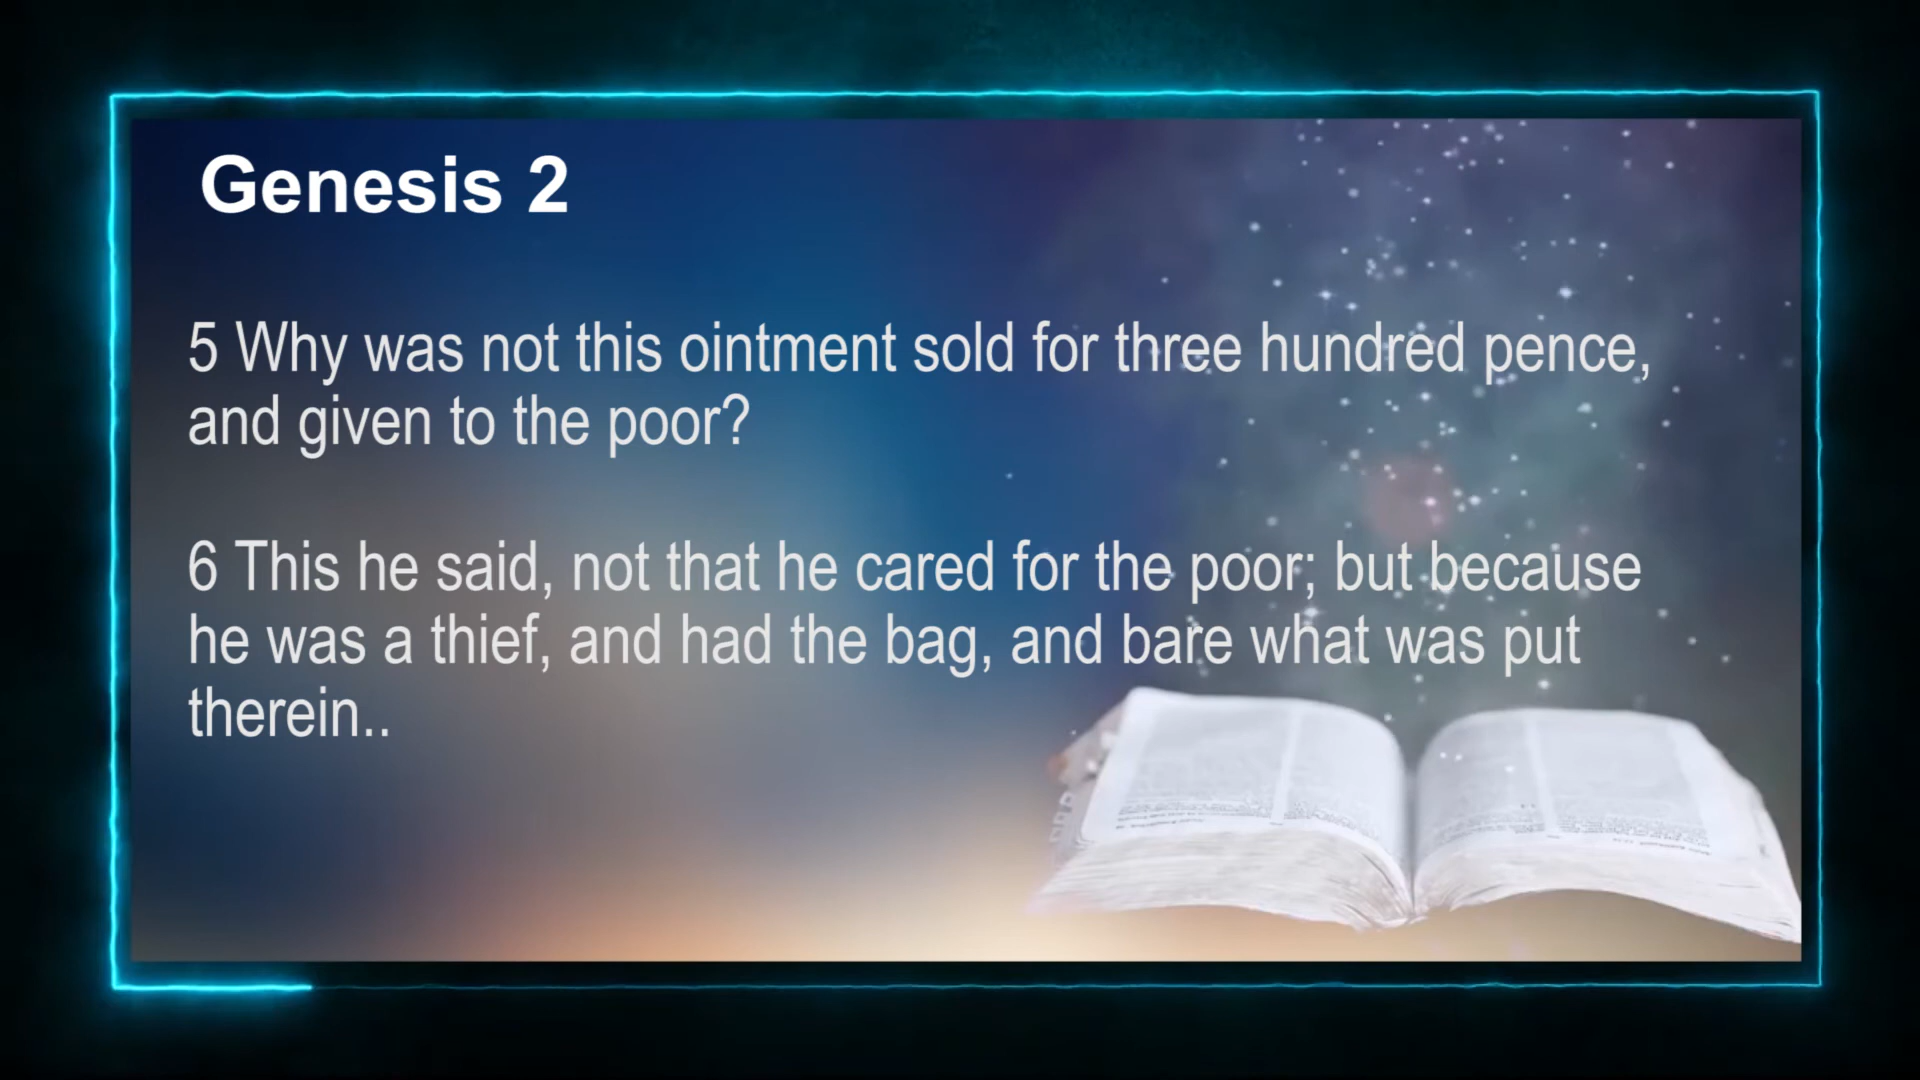 Genesis 2
5 Why was not this ointment sold for three hundred pence,
and given to the poor?
6 This he said, not that he cared for the poor; but because
he was a thief, and had the bag, and bare what was put
therein..